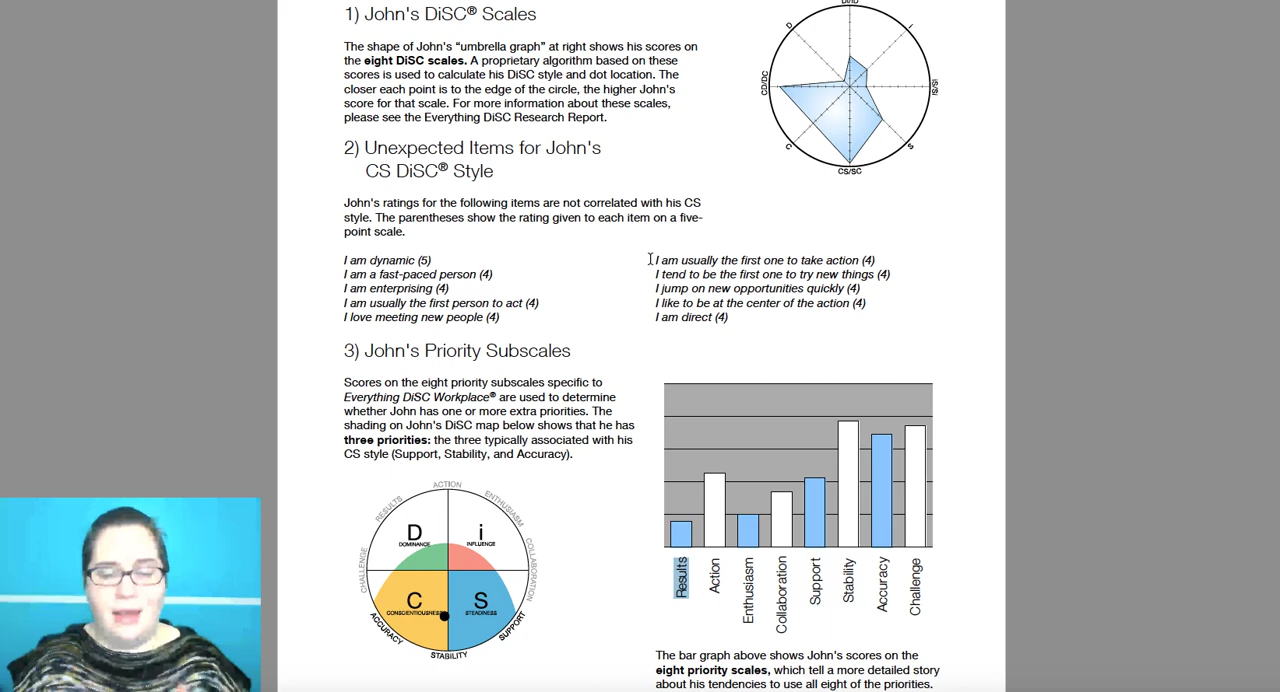 1) John's DiSC® Scales
The shape of John's “umbrella graph” at right shows his scores on
the eight DiSC scales. A proprietary algorithm based on these
scores is used to calculate his DiSC style and dot location. The
closer each point is to the edge of the circle, the higher John's
score for that scale. For more information about these scales,
please see the Everything DiSC Research Report.
Di/iD
D
i
CD/DC
iS/Si
C
S
CS/SC
2) Unexpected Items for John's
CS DiSC® Style
John's ratings for the following items are not correlated with his CS
style. The parentheses show the rating given to each item on a five-
point scale.
I am dynamic (5)
I am a fast-paced person (4)
I am enterprising (4)
I am usually the first person to act (4)
I love meeting new people (4)
I am usually the first one to take action (4)
I tend to be the first one to try new things (4)
I jump on new opportunities quickly (4)
I like to be at the center of the action (4)
I am direct (4)
3) John's Priority Subscales
Scores on the eight priority subscales specific to
Everything DiSC Workplace® are used to determine
whether John has one or more extra priorities. The
shading on John's DiSC map below shows that he has
three priorities: the three typically associated with his
CS style (Support, Stability, and Accuracy).
ACTION
RESULTS
ENTHUSIASM
D
DOMINANCE
i
INFLUENCE
CHALLENGE
COLLABORATION
C
CONSCIENTIOUSNESS
S
STEADINESS
ACCURACY
SUPPORT
STABILITY
Results
Action
Enthusiasm
Collaboration
Support
Stability
Accuracy
Challenge
The bar graph above shows John's scores on the
eight priority scales, which tell a more detailed story
about his tendencies to use all eight of the priorities.